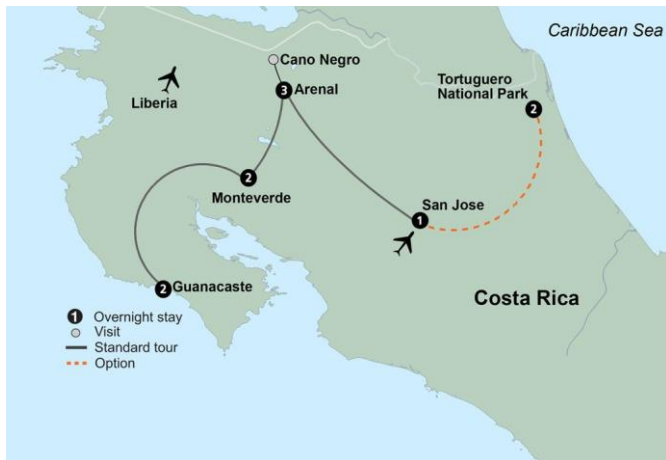 Caribbean Sea
Cano Negro
3 Arenal
Liberia
Tortuguero
National Park
2
2
Monteverde
San Jose
1
2 Guanacaste
Costa Rica
1 Overnight stay
Visit
Standard tour
Option